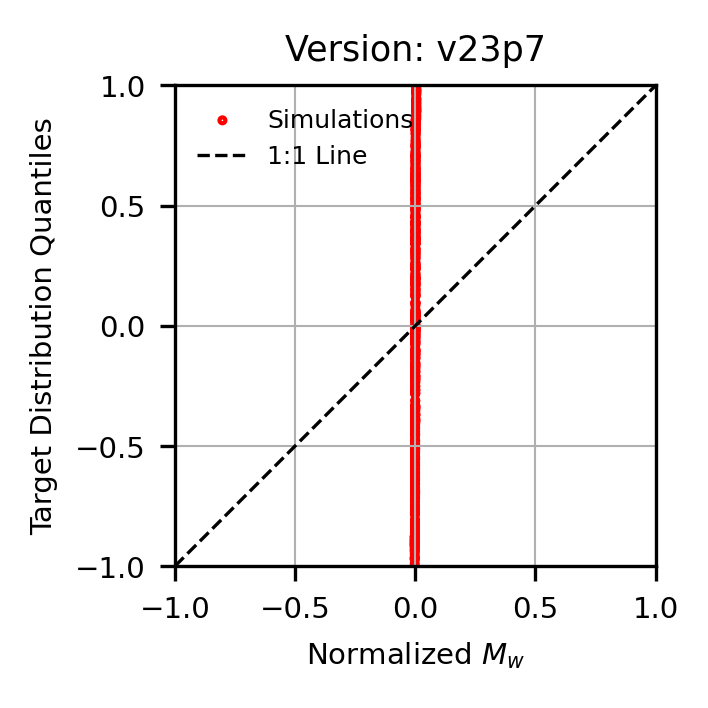 Version: v23p7
Target Distribution Quantiles
1.0
0.5
0.0
−0.5
−1.0
Simulations
1:1 Line
−1.0 −0.5 0.0 0.5 1.0
Normalized M_w